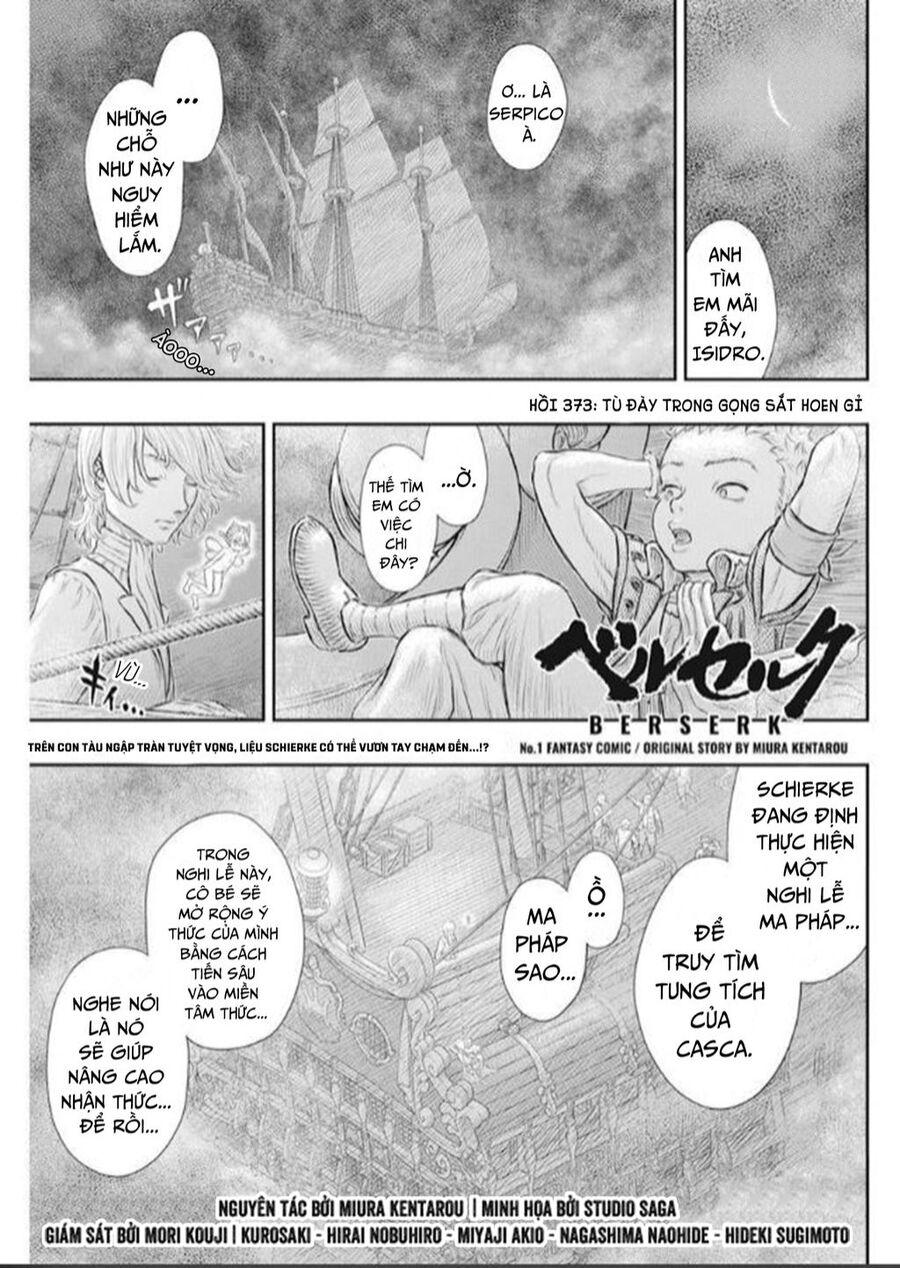 ANH
TÌM
EM MÃI
ĐẤY,
ISIDRO.
Ơ... LÀ
SERPICO
À.
...
NHỮNG
CHỖ
NHƯ NÀY
NGUY
HIỂM
LẮM.
ザアァ...
ÀOOO...
HỒI 373: TÙ ĐÀY TRONG GỌNG SẮT HOEN GỈ
...Ờ.
THẾ TÌM
EM CÓ
VIỆC
CHI
ĐÂY?
ベルセルク
BERSERK
No.1 FANTASY COMIC / ORIGINAL STORY BY MIURA KENTAROU
VÙ...
ギィ...
TRÊN CON TÀU NGẬP TRÀN TUYỆT VỌNG, LIỆU SCHIERKE CÓ THỂ VƯƠN TAY CHẠM ĐẾN...!?
SCHIERKE
ĐANG ĐỊNH
THỰC HIỆN
MỘT
NGHI LỄ
MA PHÁP...
ĐỂ
TRUY TÌM
TUNG TÍCH
CỦA
CASCA.
Ồ
...
MA
PHÁP
SAO...
TRONG
NGHI LỄ NÀY,
CÔ BÉ SẼ
MỞ RỘNG Ý
THỨC CỦA MÌNH
BẰNG CÁCH
TIẾN SÂU
VÀO MIỀN
TÂM THỨC...
NGHE NÓI
LÀ NÓ
SẼ GIÚP
NÂNG CAO
NHẬN THỨC...
ĐỂ RỒI...
NGUYÊN TÁC BỞI MIURA KENTAROU | MINH HỌA BỞI STUDIO SAGA
GIÁM SÁT BỞI MORI KOUJI | KUROSAKI - HIRAI NOBUHIRO - MIYAJI AKIO - NAGASHIMA NAOHIDE - HIDEKI SUGIMOTO